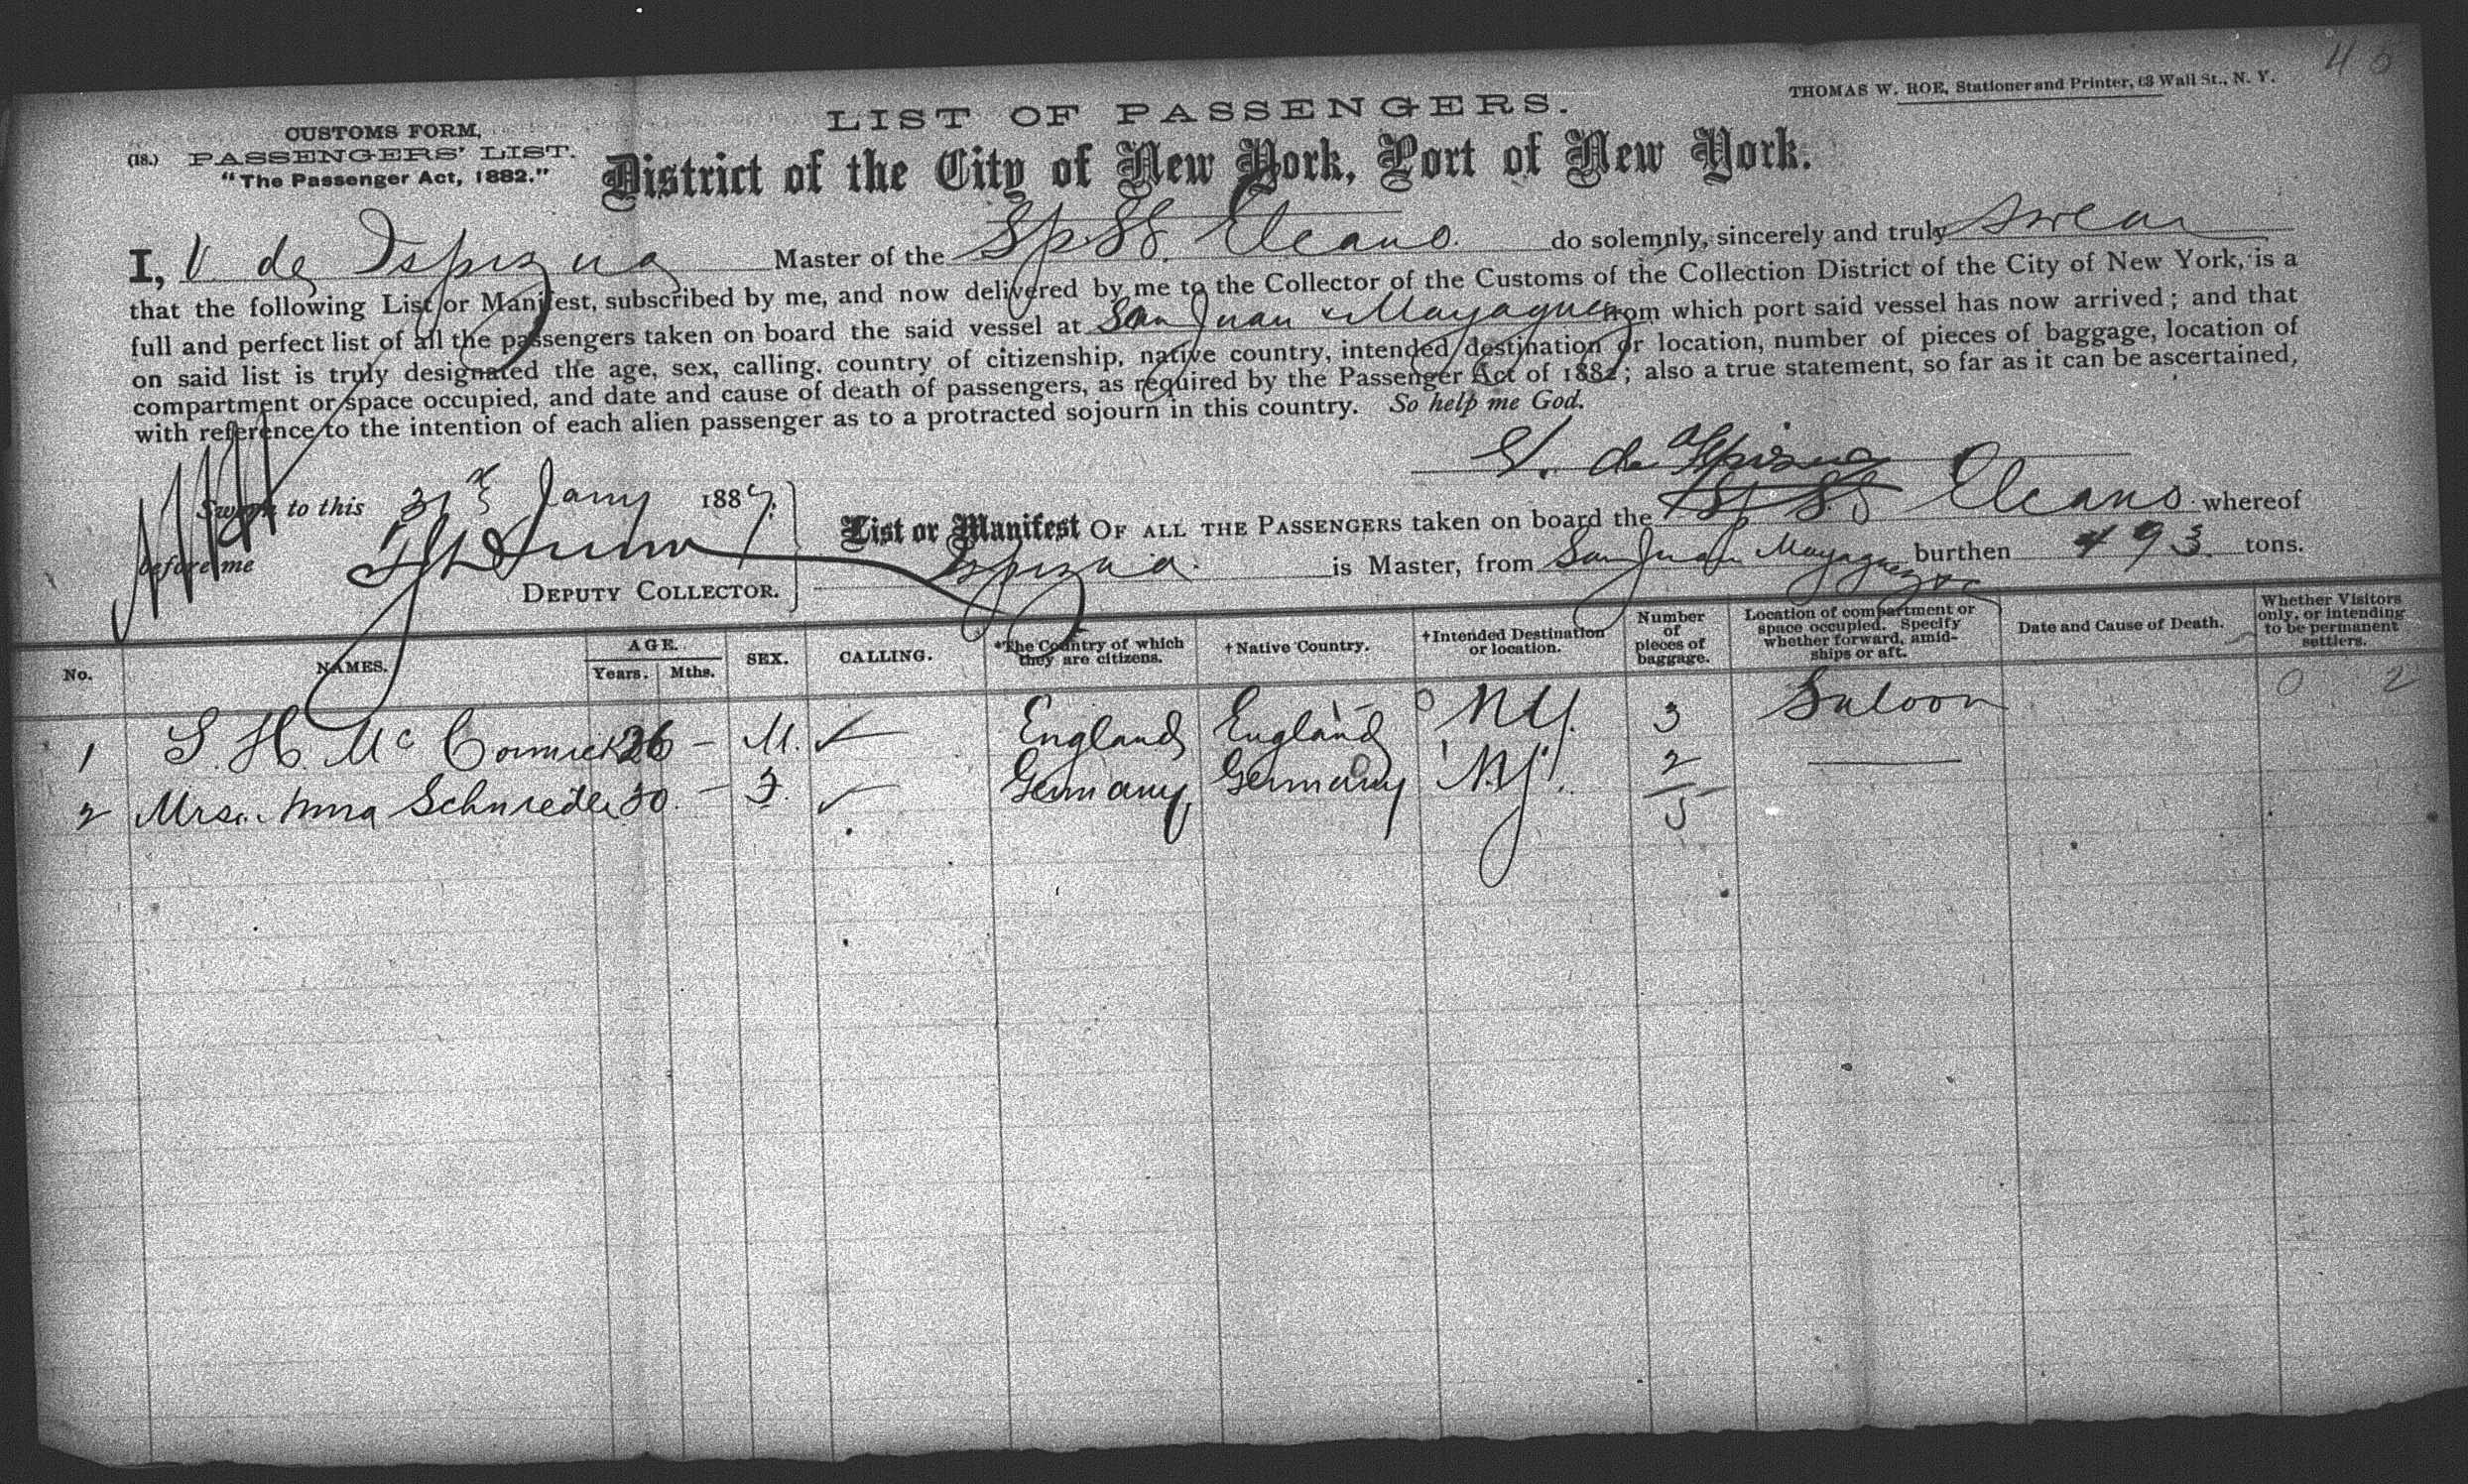 40
THOMAS W. ROE, Stationer and Printer, 68 Wall St., N. Y.
LIST OF PASSENGERS.
CUSTOMS FORM,
(18.) PASSENGERS' LIST.
"The Passenger Act, 1882."
District of the City of New York, Port of New York.
I, V de Ispizua Master of the Sp. SS. Elcano. do solemnly, sincerely and truly swear
that the following List or Manifest, subscribed by me, and now delivered by me to the Collector of the Customs of the Collection District of the City of New York, is a
full and perfect list of all the passengers taken on board the said vessel at San Juan & Mayaguez from which port said vessel has now arrived; and that
on said list is truly designated the age, sex, calling, country of citizenship, native country, intended destination or location, number of pieces of baggage, location of
compartment or space occupied, and date and cause of death of passengers, as required by the Passenger Act of 1882; also a true statement, so far as it can be ascertained,
with reference to the intention of each alien passenger as to a protracted sojourn in this country. So help me God.
V. de Ispizua
Sworn to this 31st Jany 1887.
before me
DEPUTY COLLECTOR.
List or Manifest OF ALL THE PASSENGERS taken on board the Sp SS Elcano whereof
Ispizua. is Master, from San Juan Mayaguez burthen 493 tons.
No. NAMES. AGE. Years. Mths. SEX. CALLING. *The Country of which they are citizens. †Native Country. †Intended Destination or location. Number of pieces of baggage. Location of compartment or space occupied. Specify whether forward, amidships or aft. Date and Cause of Death. Whether Visitors only, or intending to be permanent settlers.
0 2
1 S. H. McCormick 26 - M. England England NY. 3 Saloon
2 Mrs. Anna Schnieder 30. - F. Germany Germany N.Y. 2
5